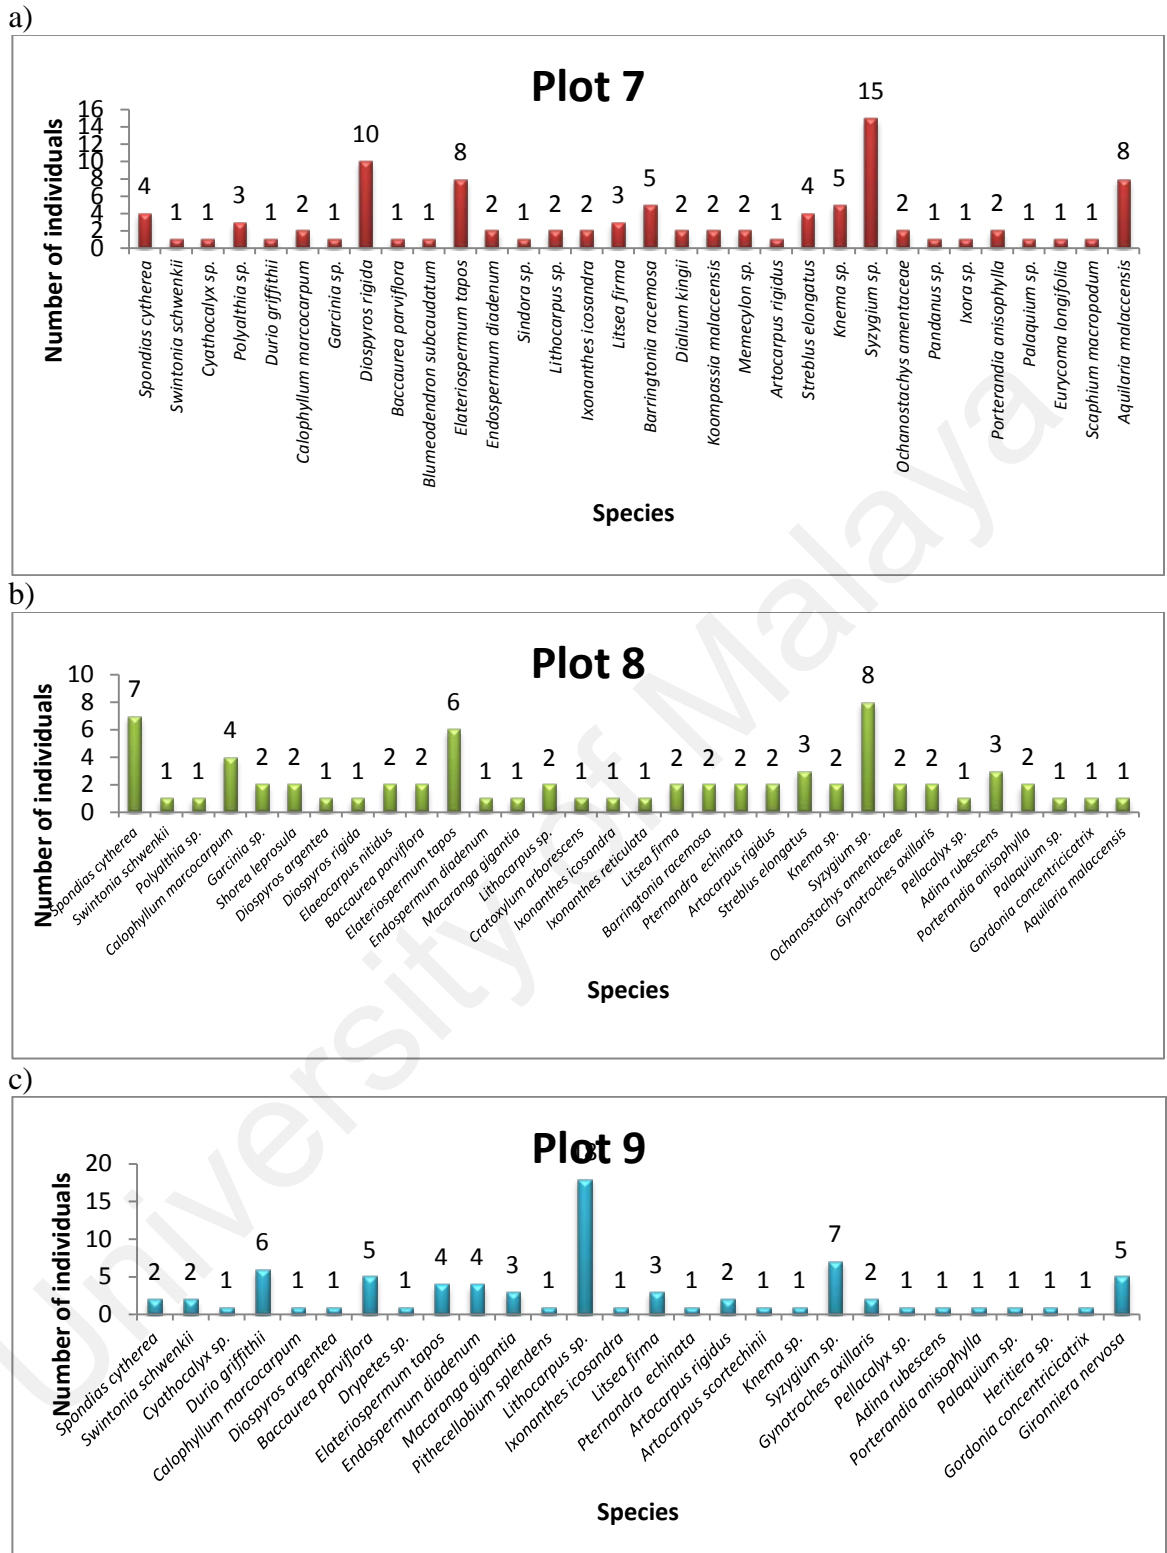 a)
Plot 7
Number of individuals
16
14
12
10
8
6
4
2
0
4 1 1 3 1 2 1 10 1 1 8 2 1 2 2 3 5 2 2 2 1 4 5 15 2 1 1 2 1 1 1 8
Spondias cytherea
Swintonia schwenkii
Cyathocalyx sp.
Polyalthia sp.
Durio griffithii
Calophyllum marcocarpum
Garcinia sp.
Diospyros rigida
Baccaurea parviflora
Blumeodendron subcaudatum
Elateriospermum tapos
Endospermum diadenum
Sindora sp.
Lithocarpus sp.
Ixonanthes icosandra
Litsea firma
Barringtonia racemosa
Dialium kingii
Koompassia malaccensis
Memecylon sp.
Artocarpus rigidus
Streblus elongatus
Knema sp.
Syzygium sp.
Ochanostachys amentaceae
Pandanus sp.
Ixora sp.
Porterandia anisophylla
Palaquium sp.
Eurycoma longifolia
Scaphium macropodum
Aquilaria malaccensis
Species
b)
Plot 8
Number of individuals
10
8
6
4
2
0
7 1 1 4 2 2 1 1 2 2 6 1 1 2 1 1 1 2 2 2 2 3 2 8 2 2 1 3 2 1 1 1
Spondias cytherea
Swintonia schwenkii
Polyalthia sp.
Calophyllum marcocarpum
Garcinia sp.
Shorea leprosula
Diospyros argentea
Diospyros rigida
Elaeocarpus nitidus
Baccaurea parviflora
Elateriospermum tapos
Endospermum diadenum
Macaranga gigantia
Lithocarpus sp.
Cratoxylum arborescens
Ixonanthes icosandra
Ixonanthes reticulata
Litsea firma
Barringtonia racemosa
Pternandra echinata
Artocarpus rigidus
Streblus elongatus
Knema sp.
Syzygium sp.
Ochanostachys amentaceae
Gynotroches axillaris
Pellacalyx sp.
Adina rubescens
Porterandia anisophylla
Palaquium sp.
Gordonia concentricicatrix
Aquilaria malaccensis
Species
c)
Plot 9
Number of individuals
20
15
10
5
0
2 2 1 6 1 1 5 1 4 4 3 1 18 1 3 1 2 1 1 7 2 1 1 1 1 1 1 5
Spondias cytherea
Swintonia schwenkii
Cyathocalyx sp.
Durio griffithii
Calophyllum marcocarpum
Diospyros argentea
Baccaurea parviflora
Drypetes sp.
Elateriospermum tapos
Endospermum diadenum
Macaranga gigantia
Pithecellobium splendens
Lithocarpus sp.
Ixonanthes icosandra
Litsea firma
Pternandra echinata
Artocarpus rigidus
Artocarpus scortechinii
Knema sp.
Syzygium sp.
Gynotroches axillaris
Pellacalyx sp.
Adina rubescens
Porterandia anisophylla
Palaquium sp.
Heritiera sp.
Gordonia concentricicatrix
Gironniera nervosa
Species
University of Malaya